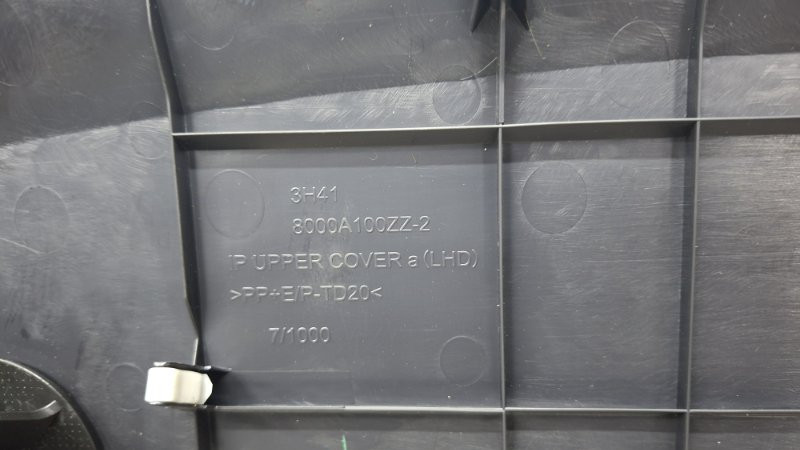 3H41
8000A100ZZ-2
IP UPPER COVER a (LHD)
>PP+E/P-TD20<
7/1000